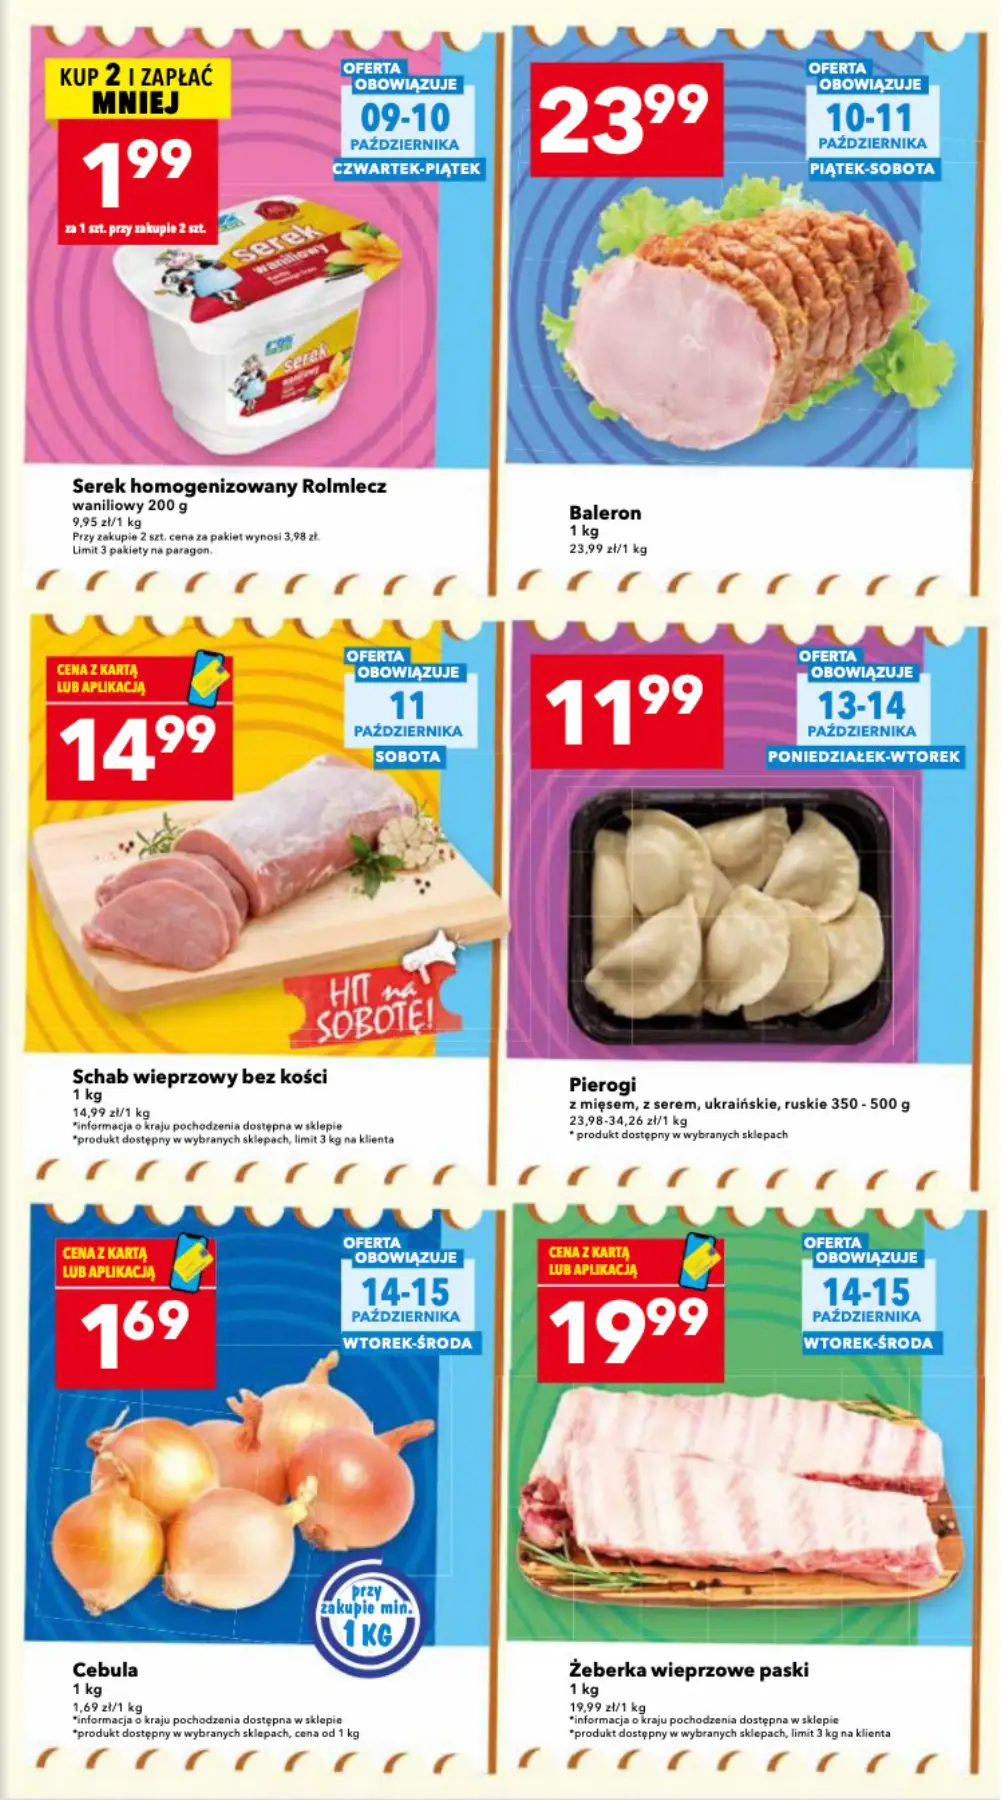 KUP 2 I ZAPŁAĆ
MNIEJ
1 99
za 1 szt. przy zakupie 2 szt.
OFERTA
OBOWIĄZUJE
09-10
PAŹDZIERNIKA
CZWARTEK-PIĄTEK
serek
waniliowy
serek
waniliowy
Serek homogenizowany Rolmlecz
waniliowy 200 g
9,95 zł/1 kg
Przy zakupie 2 szt. cena za pakiet wynosi 3,98 zł.
Limit 3 pakiety na paragon.
23 99
OFERTA
OBOWIĄZUJE
10-11
PAŹDZIERNIKA
PIĄTEK-SOBOTA
Baleron
1 kg
23,99 zł/1 kg
CENA Z KARTĄ
LUB APLIKACJĄ
14 99
OFERTA
OBOWIĄZUJE
11
PAŹDZIERNIKA
SOBOTA
HIT na
SOBOTĘ!
Schab wieprzowy bez kości
1 kg
14,99 zł/1 kg
*informacja o kraju pochodzenia dostępna w sklepie
*produkt dostępny w wybranych sklepach, limit 3 kg na klienta
11 99
OFERTA
OBOWIĄZUJE
13-14
PAŹDZIERNIKA
PONIEDZIAŁEK-WTOREK
Pierogi
z mięsem, z serem, ukraińskie, ruskie 350 - 500 g
23,98-34,26 zł/1 kg
* produkt dostępny w wybranych sklepach
CENA Z KARTĄ
LUB APLIKACJĄ
1 69
OFERTA
OBOWIĄZUJE
14-15
PAŹDZIERNIKA
WTOREK-ŚRODA
przy
zakupie min.
1 KG
Cebula
1 kg
1,69 zł/1 kg
*informacja o kraju pochodzenia dostępna w sklepie
*produkt dostępny w wybranych sklepach, cena od 1 kg
CENA Z KARTĄ
LUB APLIKACJĄ
19 99
OFERTA
OBOWIĄZUJE
14-15
PAŹDZIERNIKA
WTOREK-ŚRODA
Żeberka wieprzowe paski
1 kg
19,99 zł/1 kg
*informacja o kraju pochodzenia dostępna w sklepie
*produkt dostępny w wybranych sklepach, limit 3 kg na klienta